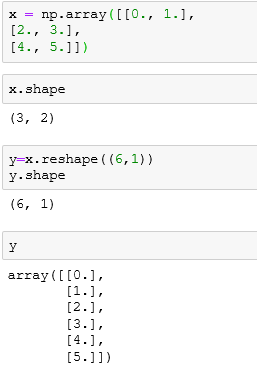 x = np.array([[0., 1.],
[2., 3.],
[4., 5.]])
x.shape
(3, 2)
y=x.reshape((6,1))
y.shape
(6, 1)
y
array([[0.],
       [1.],
       [2.],
       [3.],
       [4.],
       [5.]])